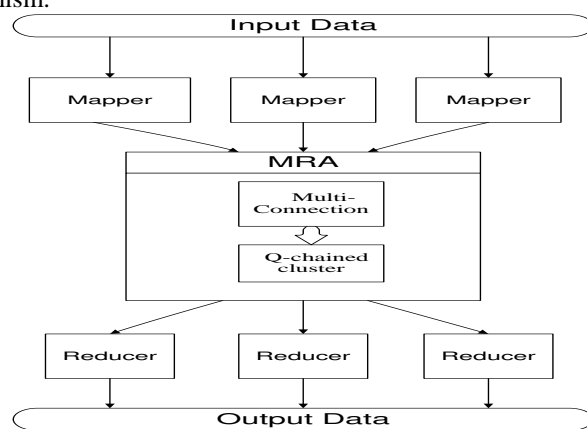 Input Data
Mapper Mapper Mapper
MRA
Multi-
Connection
Q-chained
cluster
Reducer Reducer Reducer
Output Data